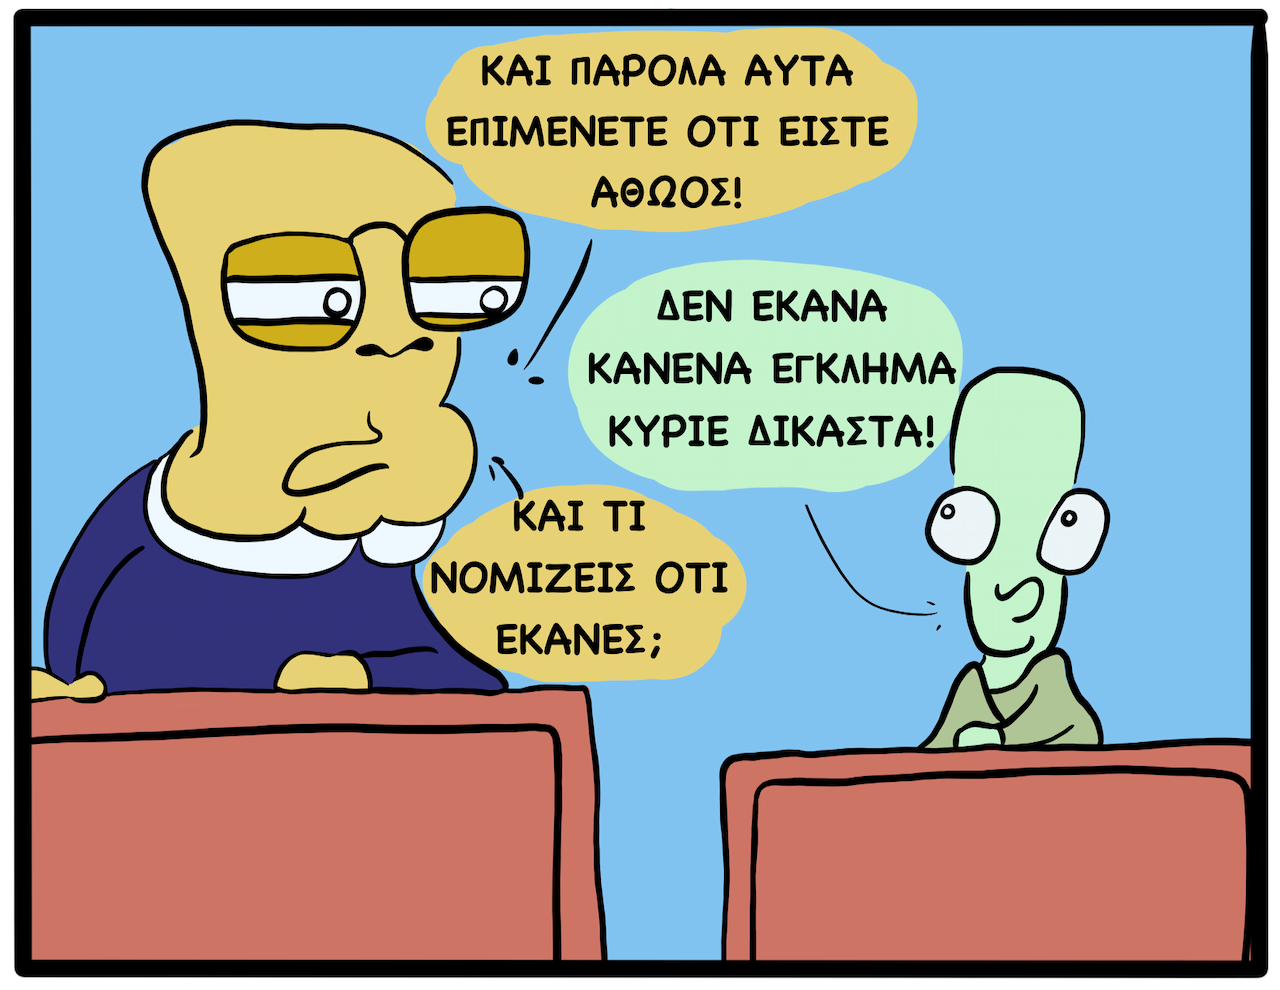 ΚΑΙ ΠΑΡΟΛΑ ΑΥΤΑ
ΕΠΙΜΕΝΕΤΕ ΟΤΙ ΕΙΣΤΕ
ΑΘΩΟΣ!
ΔΕΝ ΕΚΑΝΑ
ΚΑΝΕΝΑ ΕΓΚΛΗΜΑ
ΚΥΡΙΕ ΔΙΚΑΣΤΑ!
ΚΑΙ ΤΙ
ΝΟΜΙΖΕΙΣ ΟΤΙ
ΕΚΑΝΕΣ;